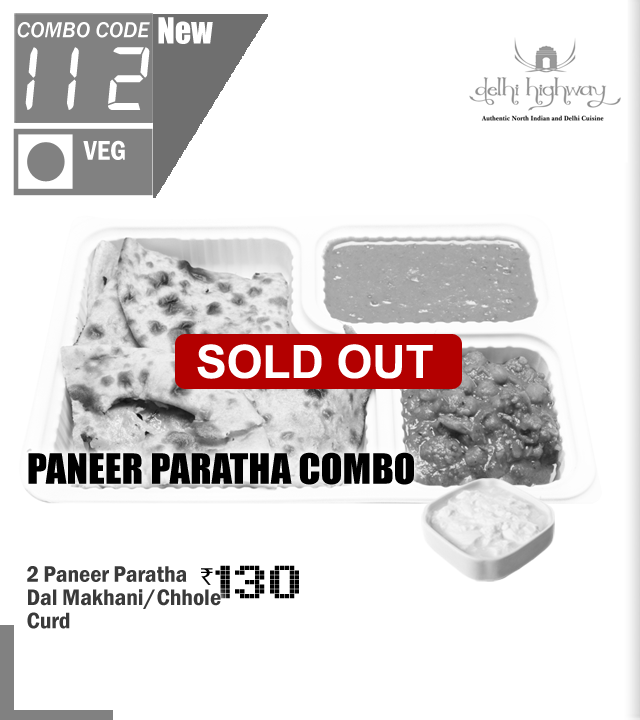 COMBO CODE
New
112
VEG
delhi highway
Authentic North Indian and Delhi Cuisine
SOLD OUT
PANEER PARATHA COMBO
2 Paneer Paratha ₹130
Dal Makhani/Chhole
Curd